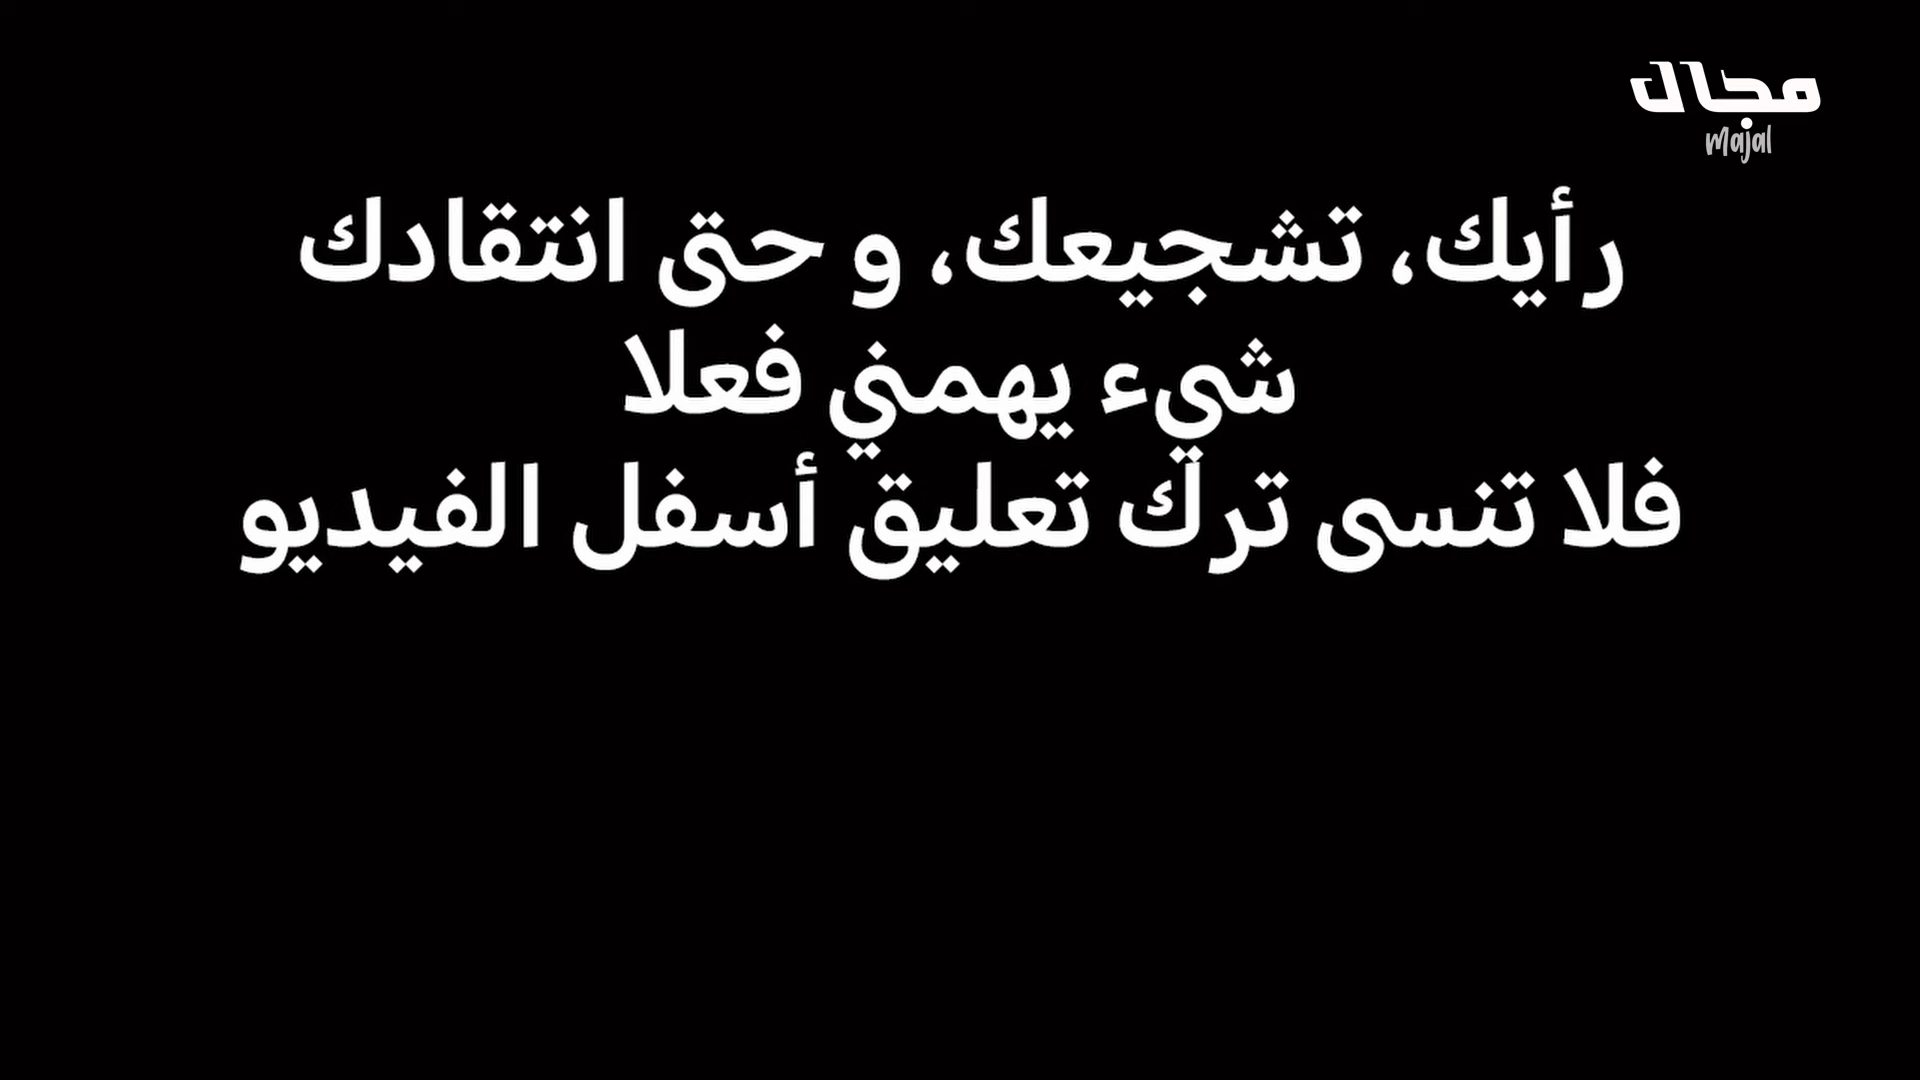 مجال
majal
رأيك، تشجيعك، و حتى انتقادك
شيء يهمني فعلا
فلا تنسى ترك تعليق أسفل الفيديو